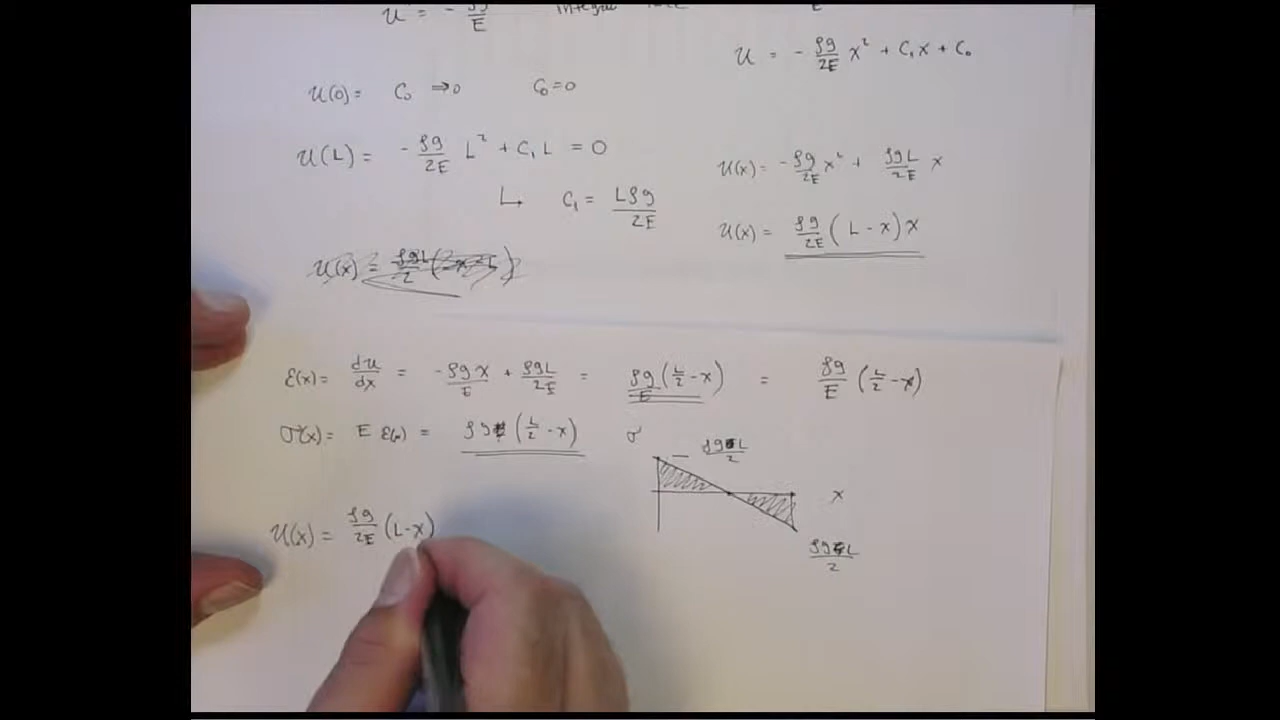 u'' = - ρg/E
u = - ρg/2E x² + C₁x + C₀
u(0) = C₀ ⇒ 0 C₀ = 0
u(L) = - ρg/2E L² + C₁ L = 0
↳ C₁ = Lρg/2E
u(x) = - ρg/2E x² + ρgL/2E x
u(x) = ρg/2E (L - x) x
ε(x) = du/dx = - ρgx/E + ρgL/2E = ρg/E (L/2 - x) = ρg/E (L/2 - x)
σ(x) = E ε(x) = ρg (L/2 - x)
σ
ρgL/2
x
ρgL/2
u(x) = ρg/2E (L-x)